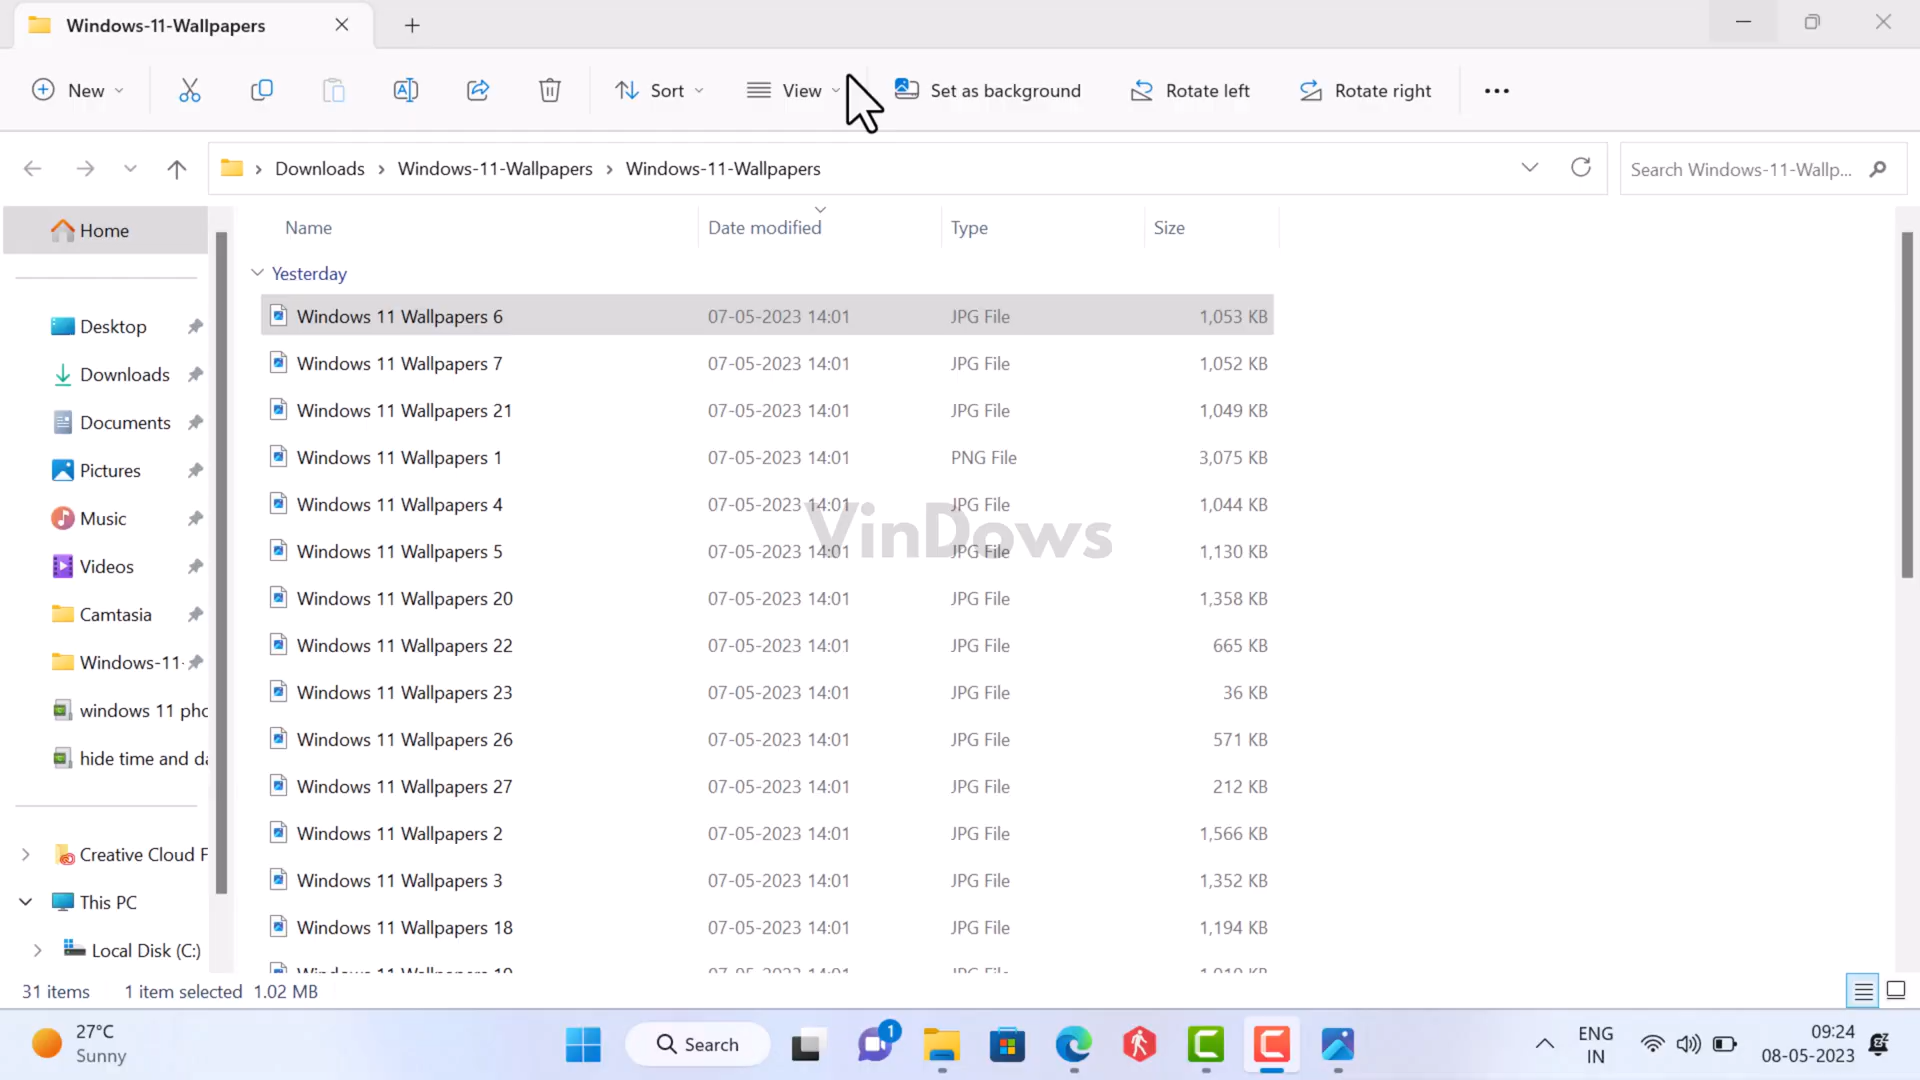 Windows-11-Wallpapers
New
Sort
View
Set as background
Rotate left
Rotate right
Downloads > Windows-11-Wallpapers > Windows-11-Wallpapers
Search Windows-11-Wallp...
Home
Desktop
Downloads
Documents
Pictures
Music
Videos
Camtasia
Windows-11-
windows 11 pho
hide time and da
Creative Cloud F
This PC
Local Disk (C:)
Name Date modified Type Size
Yesterday
Windows 11 Wallpapers 6 07-05-2023 14:01 JPG File 1,053 KB
Windows 11 Wallpapers 7 07-05-2023 14:01 JPG File 1,052 KB
Windows 11 Wallpapers 21 07-05-2023 14:01 JPG File 1,049 KB
Windows 11 Wallpapers 1 07-05-2023 14:01 PNG File 3,075 KB
Windows 11 Wallpapers 4 07-05-2023 14:01 JPG File 1,044 KB
VinDows
Windows 11 Wallpapers 5 07-05-2023 14:01 JPG File 1,130 KB
Windows 11 Wallpapers 20 07-05-2023 14:01 JPG File 1,358 KB
Windows 11 Wallpapers 22 07-05-2023 14:01 JPG File 665 KB
Windows 11 Wallpapers 23 07-05-2023 14:01 JPG File 36 KB
Windows 11 Wallpapers 26 07-05-2023 14:01 JPG File 571 KB
Windows 11 Wallpapers 27 07-05-2023 14:01 JPG File 212 KB
Windows 11 Wallpapers 2 07-05-2023 14:01 JPG File 1,566 KB
Windows 11 Wallpapers 3 07-05-2023 14:01 JPG File 1,352 KB
Windows 11 Wallpapers 18 07-05-2023 14:01 JPG File 1,194 KB
31 items 1 item selected 1.02 MB
27°C
Sunny
Search
1
ENG
IN
09:24
08-05-2023